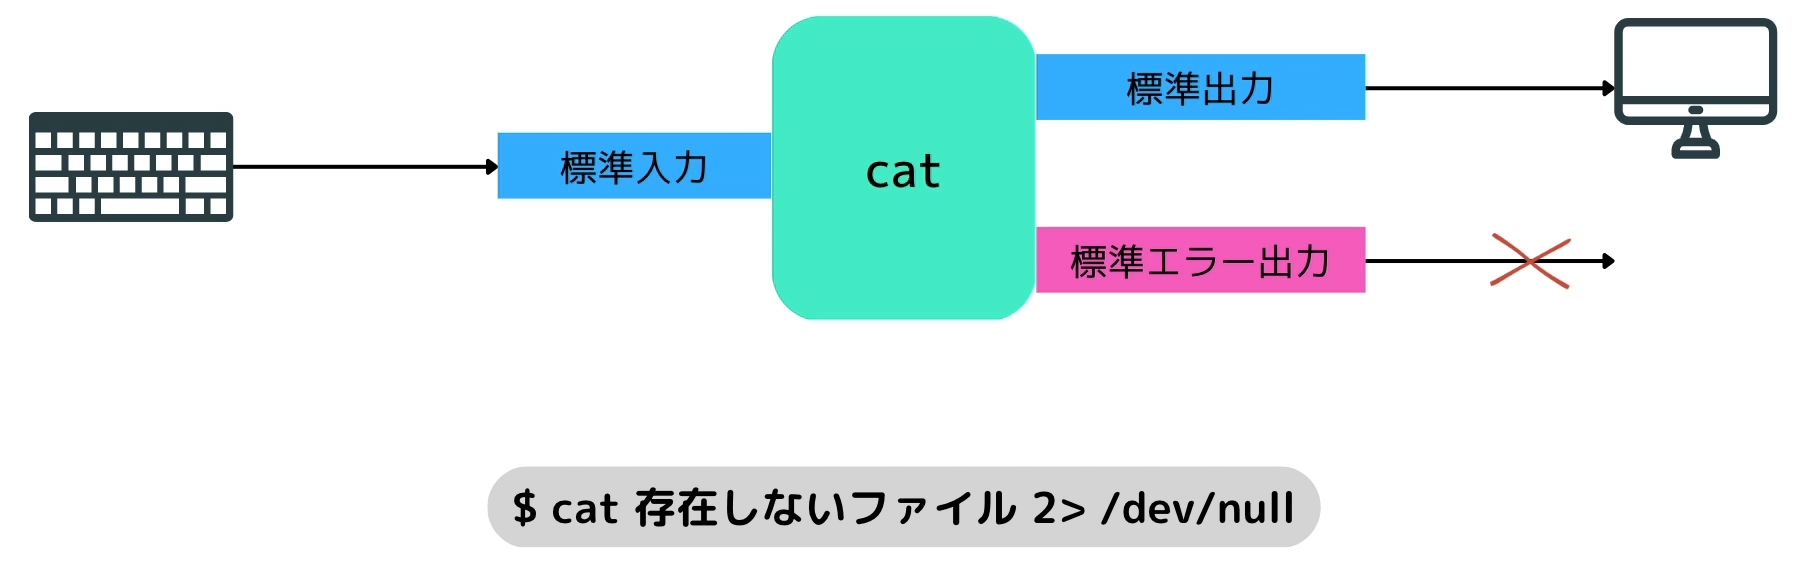 標準入力
cat
標準出力
標準エラー出力
$ cat 存在しないファイル 2> /dev/null